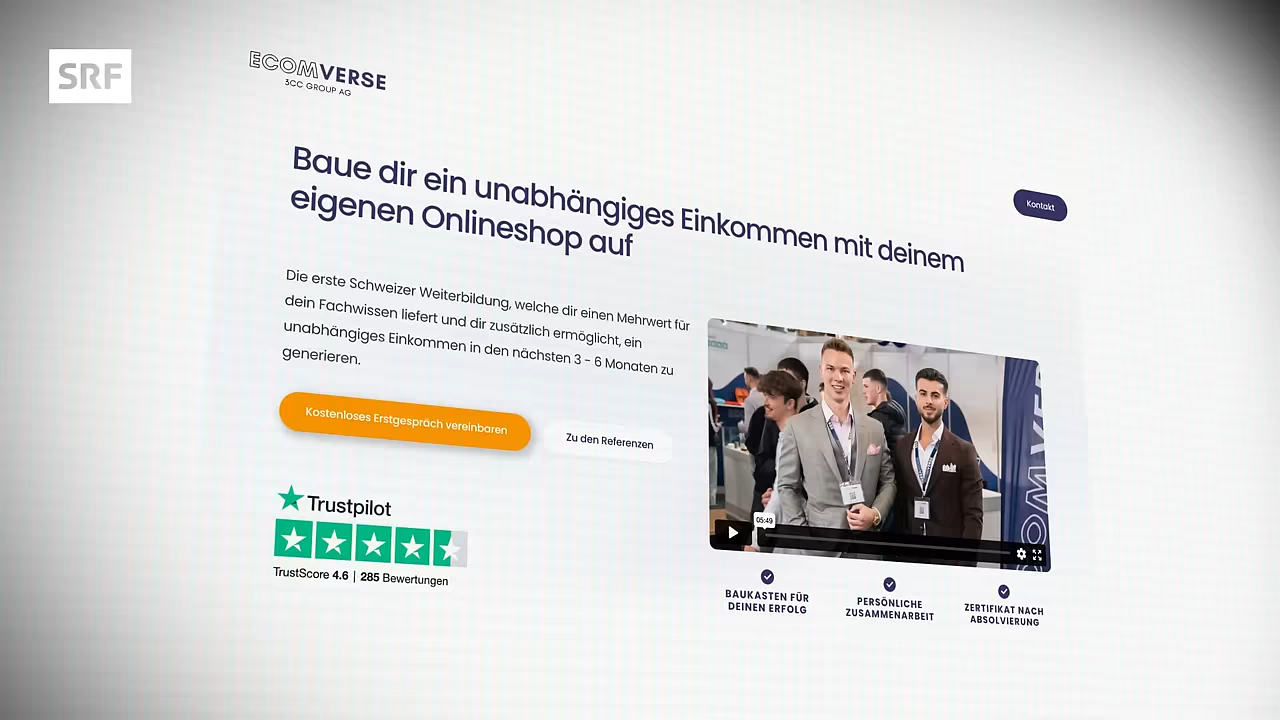 SRF
ECOMVERSE
3CC GROUP AG
Kontakt
Baue dir ein unabhängiges Einkommen mit deinem
eigenen Onlineshop auf
Die erste Schweizer Weiterbildung, welche dir einen Mehrwert für
dein Fachwissen liefert und dir zusätzlich ermöglicht, ein
unabhängiges Einkommen in den nächsten 3 - 6 Monaten zu
generieren.
Kostenloses Erstgespräch vereinbaren
Zu den Referenzen
Trustpilot
TrustScore 4.6 | 285 Bewertungen
05:49
OMVER
BAUKASTEN FÜR
DEINEN ERFOLG
PERSÖNLICHE
ZUSAMMENARBEIT
ZERTIFIKAT NACH
ABSOLVIERUNG